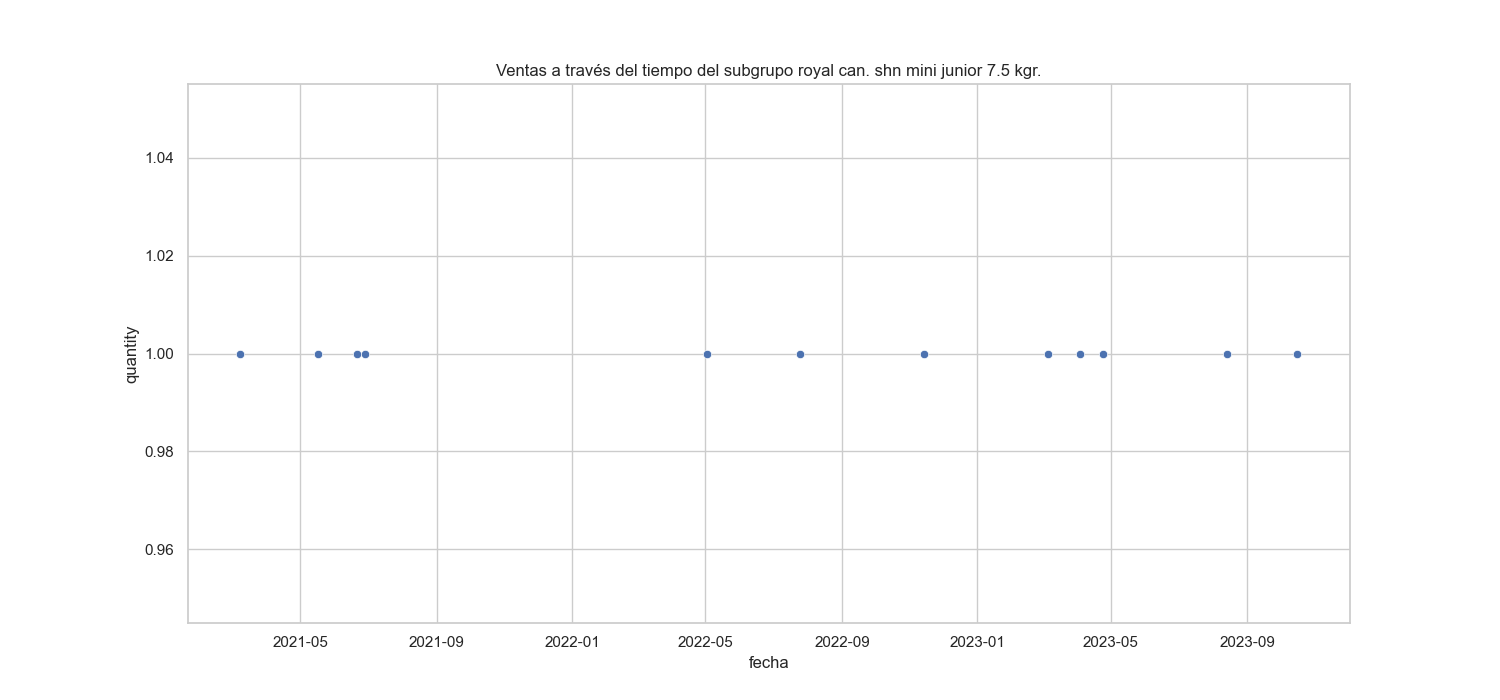 Ventas a través del tiempo del subgrupo royal can. shn mini junior 7.5 kgr.
1.04
1.02
1.00
0.98
0.96
quantity
2021-05 2021-09 2022-01 2022-05 2022-09 2023-01 2023-05 2023-09
fecha